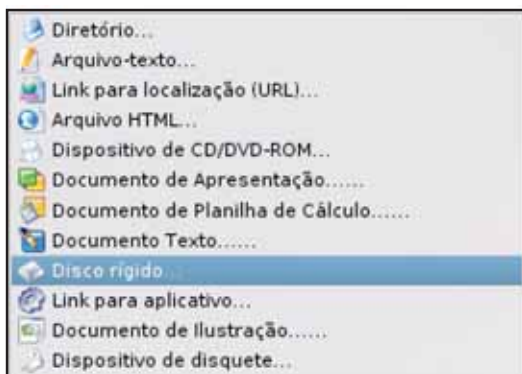 Diretório...
Arquivo-texto...
Link para localização (URL)...
Arquivo HTML...
Dispositivo de CD/DVD-ROM...
Documento de Apresentação......
Documento de Planilha de Cálculo......
Documento Texto......
Disco rígido...
Link para aplicativo...
Documento de Ilustração......
Dispositivo de disquete...